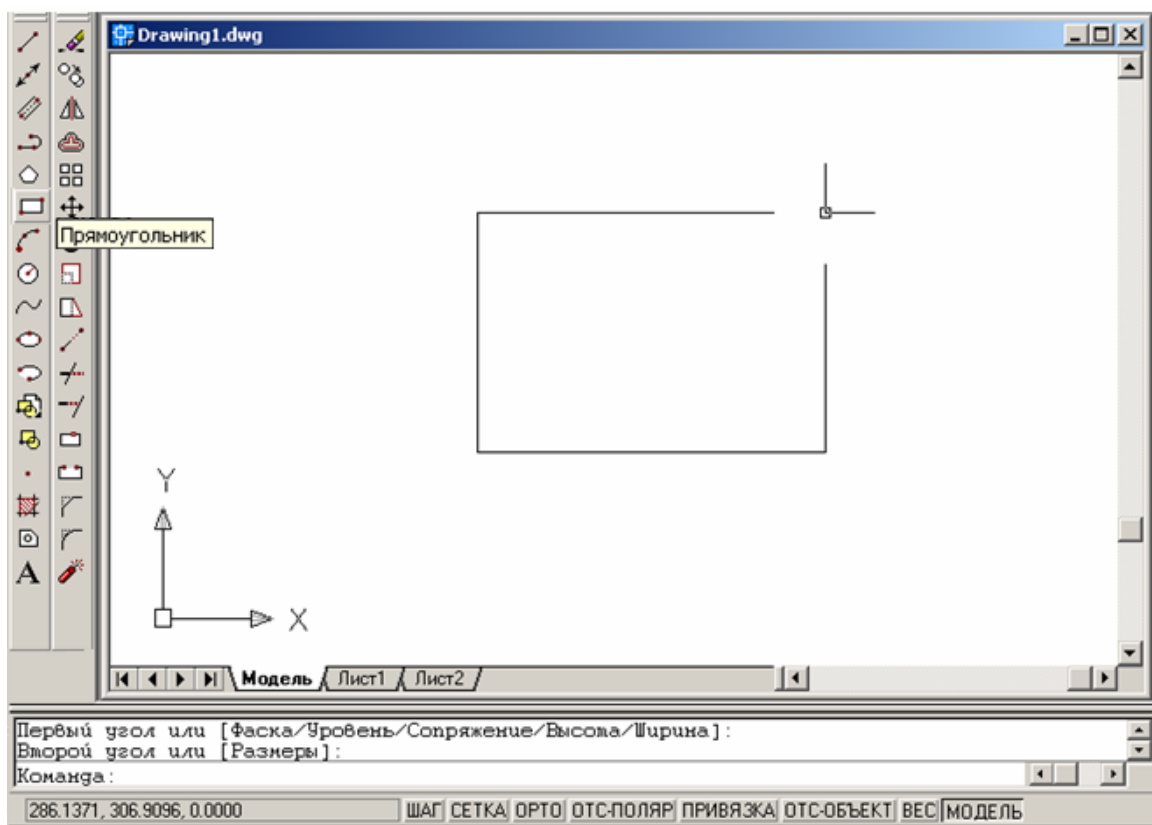 Drawing1.dwg
Прямоугольник
Y
X
A
Модель Лист1 Лист2
Первый угол или [Фаска/Уровень/Сопряжение/Высота/Ширина]:
Второй угол или [Размеры]:
Команда:
286.1371, 306.9096, 0.0000 ШАГ СЕТКА ОРТО ОТС-ПОЛЯР ПРИВЯЗКА ОТС-ОБЪЕКТ ВЕС МОДЕЛЬ